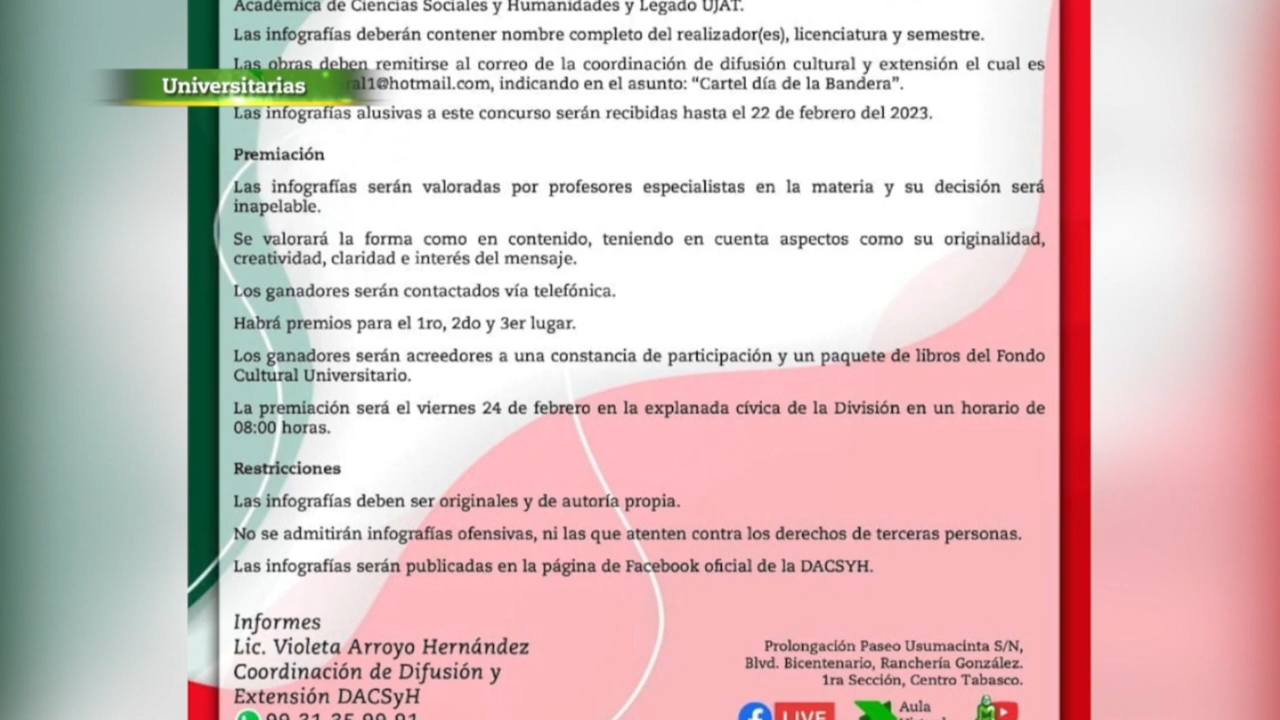 Académica de Ciencias Sociales y Humanidades y Legado UJAT.
Las infografías deberán contener nombre completo del realizador(es), licenciatura y semestre.
Las obras deben remitirse al correo de la coordinación de difusión cultural y extensión el cual es
Universitarias
ral1@hotmail.com, indicando en el asunto: “Cartel día de la Bandera”.
Las infografías alusivas a este concurso serán recibidas hasta el 22 de febrero del 2023.
Premiación
Las infografías serán valoradas por profesores especialistas en la materia y su decisión será
inapelable.
Se valorará la forma como en contenido, teniendo en cuenta aspectos como su originalidad,
creatividad, claridad e interés del mensaje.
Los ganadores serán contactados vía telefónica.
Habrá premios para el 1ro, 2do y 3er lugar.
Los ganadores serán acreedores a una constancia de participación y un paquete de libros del Fondo
Cultural Universitario.
La premiación será el viernes 24 de febrero en la explanada cívica de la División en un horario de
08:00 horas.
Restricciones
Las infografías deben ser originales y de autoría propia.
No se admitirán infografías ofensivas, ni las que atenten contra los derechos de terceras personas.
Las infografías serán publicadas en la página de Facebook oficial de la DACSYH.
Informes
Lic. Violeta Arroyo Hernández
Coordinación de Difusión y
Extensión DACSyH
Prolongación Paseo Usumacinta S/N,
Blvd. Bicentenario, Ranchería González.
1ra Sección, Centro Tabasco.
LIVE
Aula